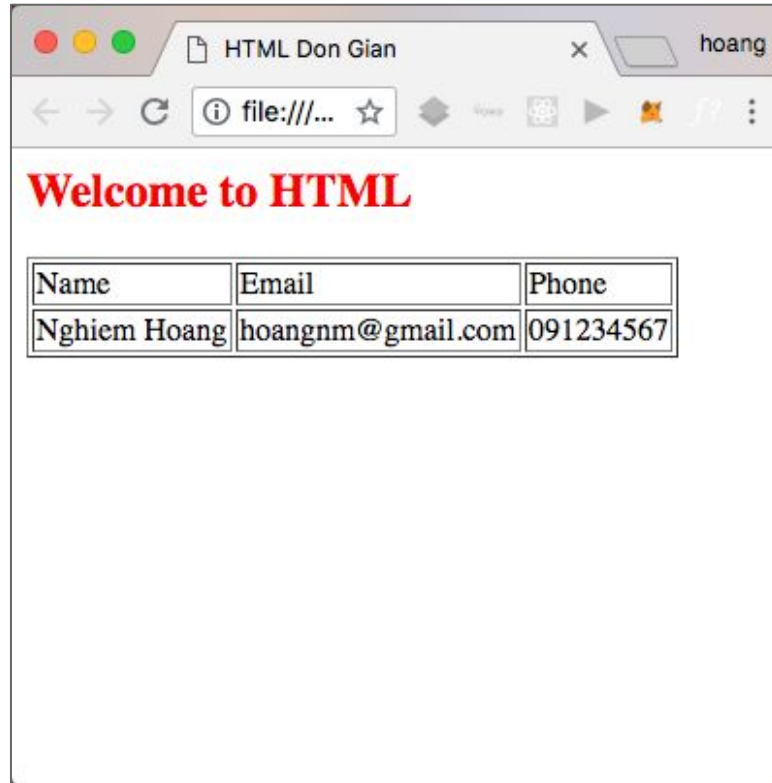 HTML Don Gian
hoang
file:///...
Welcome to HTML
Name Email Phone
Nghiem Hoang hoangnm@gmail.com 091234567